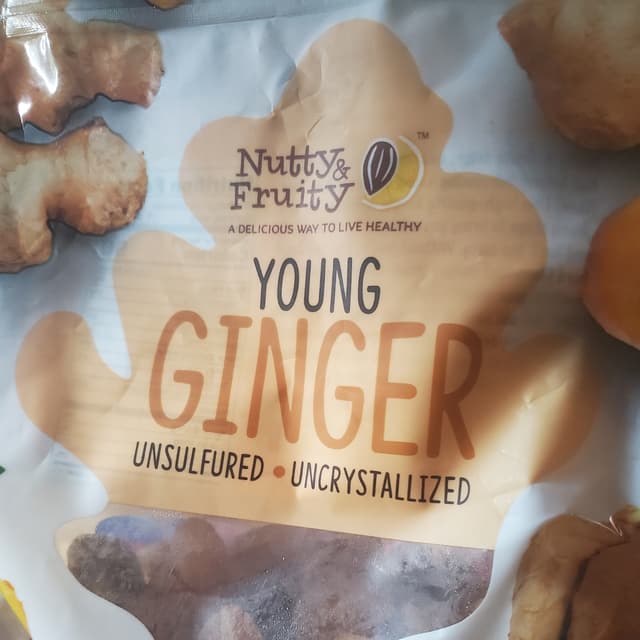 Nutty&
Fruity
TM
A DELICIOUS WAY TO LIVE HEALTHY
YOUNG
GINGER
UNSULFURED • UNCRYSTALLIZED